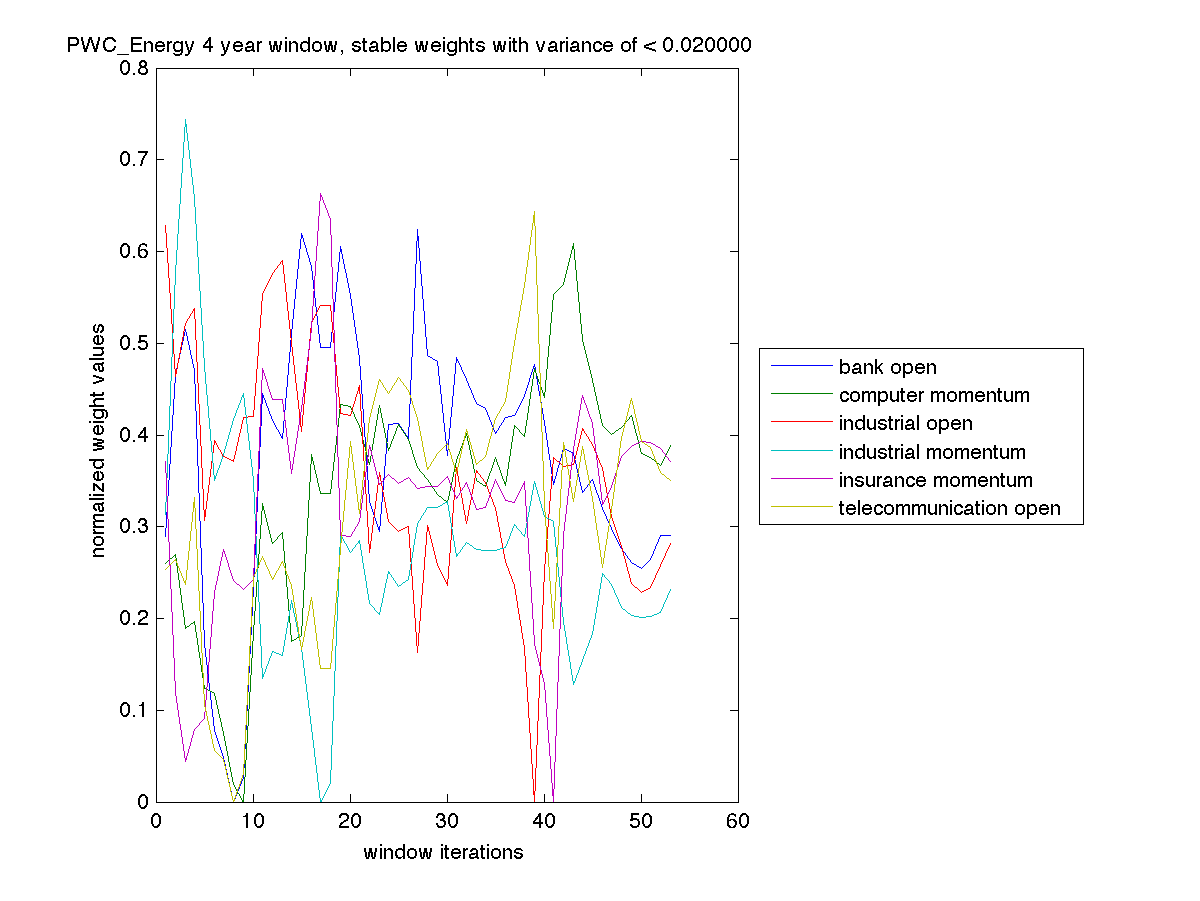 PWC_Energy 4 year window, stable weights with variance of < 0.020000
0.8
0.7
0.6
0.5
0.4
0.3
0.2
0.1
0
normalized weight values
0 10 20 30 40 50 60
window iterations
bank open
computer momentum
industrial open
industrial momentum
insurance momentum
telecommunication open